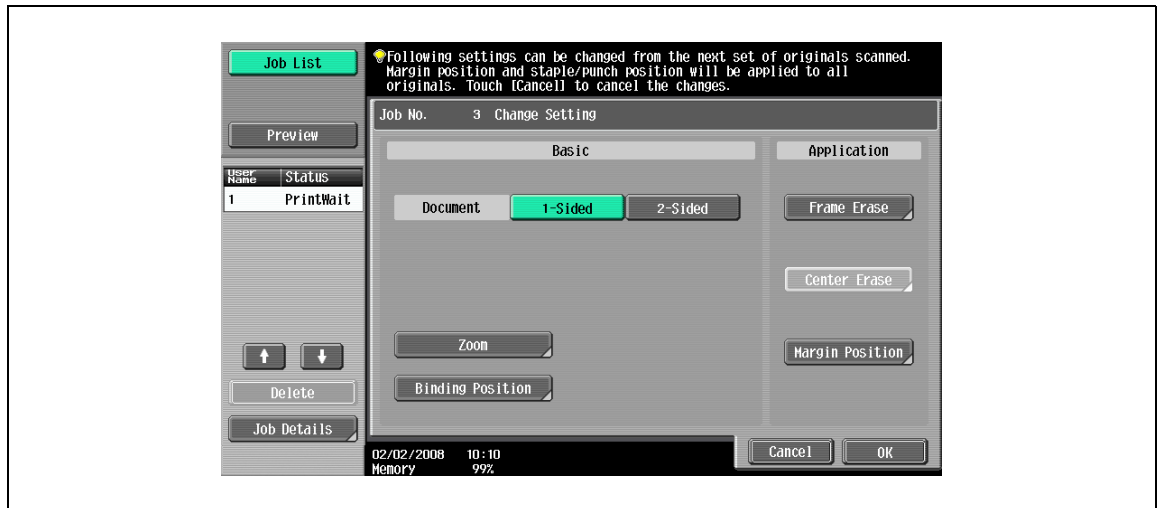 Job List
Following settings can be changed from the next set of originals scanned.
Margin position and staple/punch position will be applied to all
originals. Touch [Cancel] to cancel the changes.
Job No. 3 Change Setting
Preview
Basic
Application
User Name Status
1 PrintWait
Document 1-Sided 2-Sided
Frame Erase
Center Erase
Zoom
Margin Position
Binding Position
Delete
Job Details
02/02/2008 10:10
Memory 99%
Cancel OK